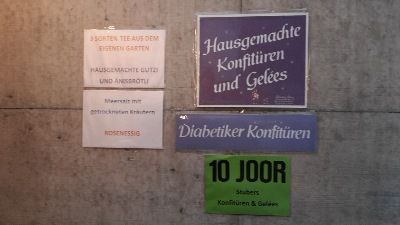 3 SORTEN TEE AUS DEM
EIGENEN GARTEN
HAUSGEMACHTE GUTZI
UND ANISBRÖTLI
Meersalz mit
getrockneten Kräutern
ROSENESSIG
Hausgemachte
Konfitüren
und Gelées
Diabetiker Konfitüren
10 JOOR
Stubers
Konfitüren & Gelées